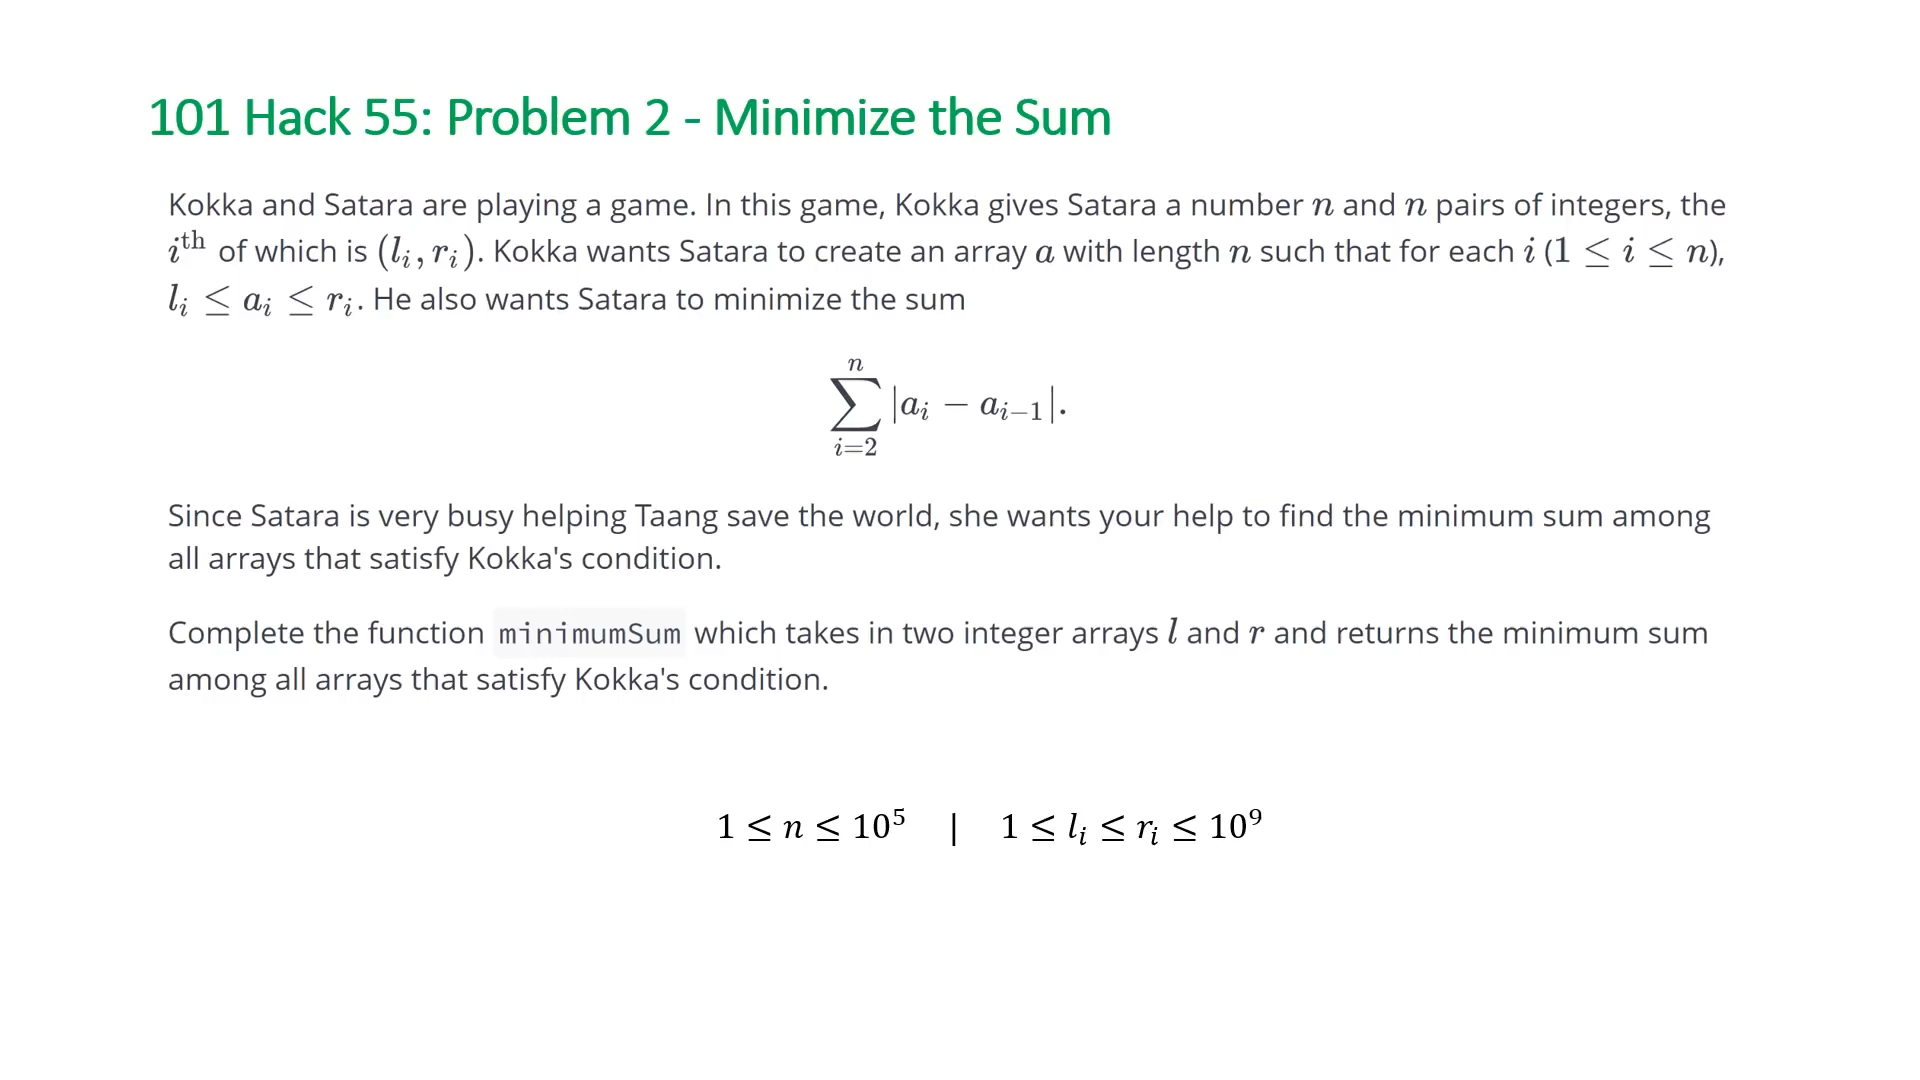 101 Hack 55: Problem 2 - Minimize the Sum
Kokka and Satara are playing a game. In this game, Kokka gives Satara a number n and n pairs of integers, the
i^th of which is (l_i, r_i). Kokka wants Satara to create an array a with length n such that for each i (1 ≤ i ≤ n),
l_i ≤ a_i ≤ r_i. He also wants Satara to minimize the sum
∑_{i=2}^{n} |a_i − a_{i−1}|.
Since Satara is very busy helping Taang save the world, she wants your help to find the minimum sum among
all arrays that satisfy Kokka's condition.
Complete the function minimumSum which takes in two integer arrays l and r and returns the minimum sum
among all arrays that satisfy Kokka's condition.
1 ≤ n ≤ 10^5 | 1 ≤ l_i ≤ r_i ≤ 10^9